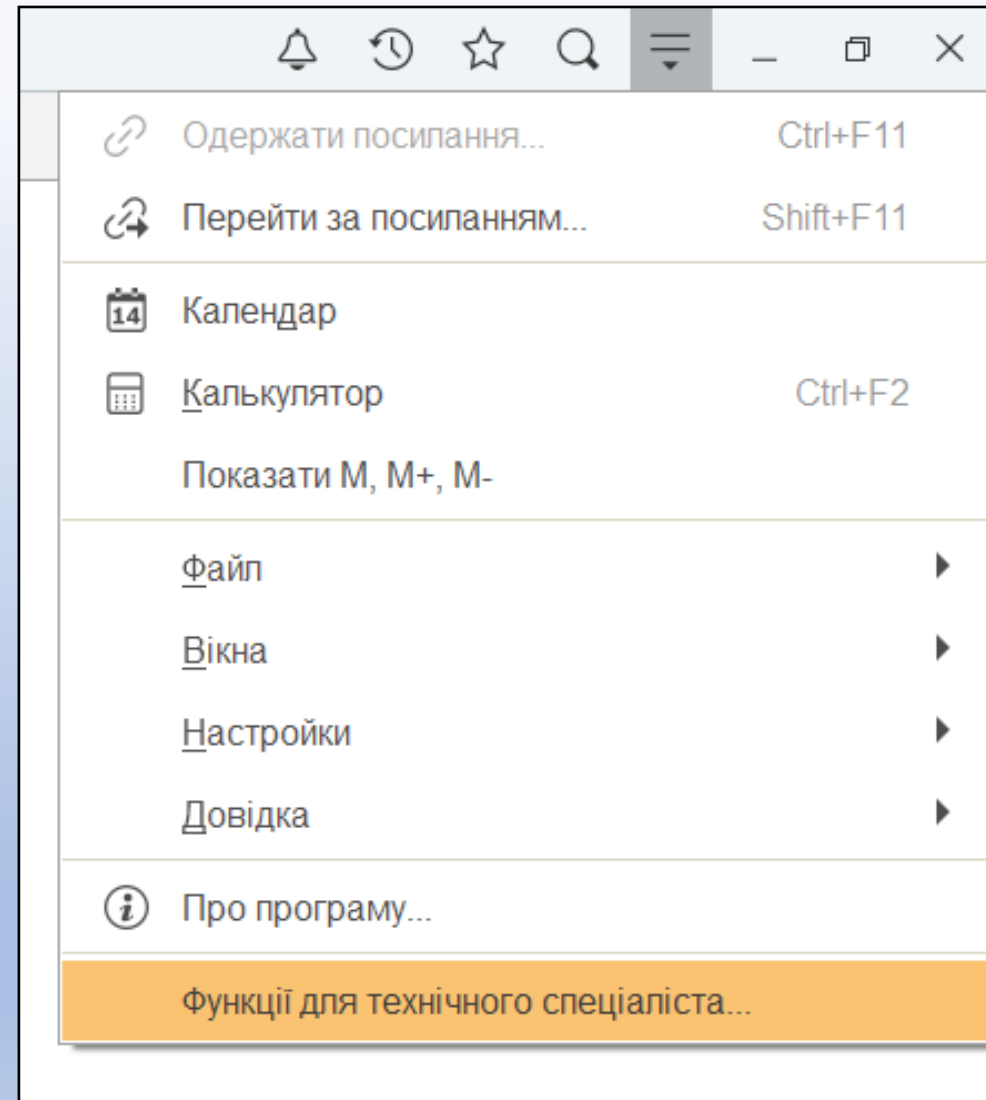 Одержати посилання... Ctrl+F11
Перейти за посиланням... Shift+F11
14 Календар
Калькулятор Ctrl+F2
Показати M, M+, M-
Файл
Вікна
Настройки
Довідка
i Про програму...
Функції для технічного спеціаліста...